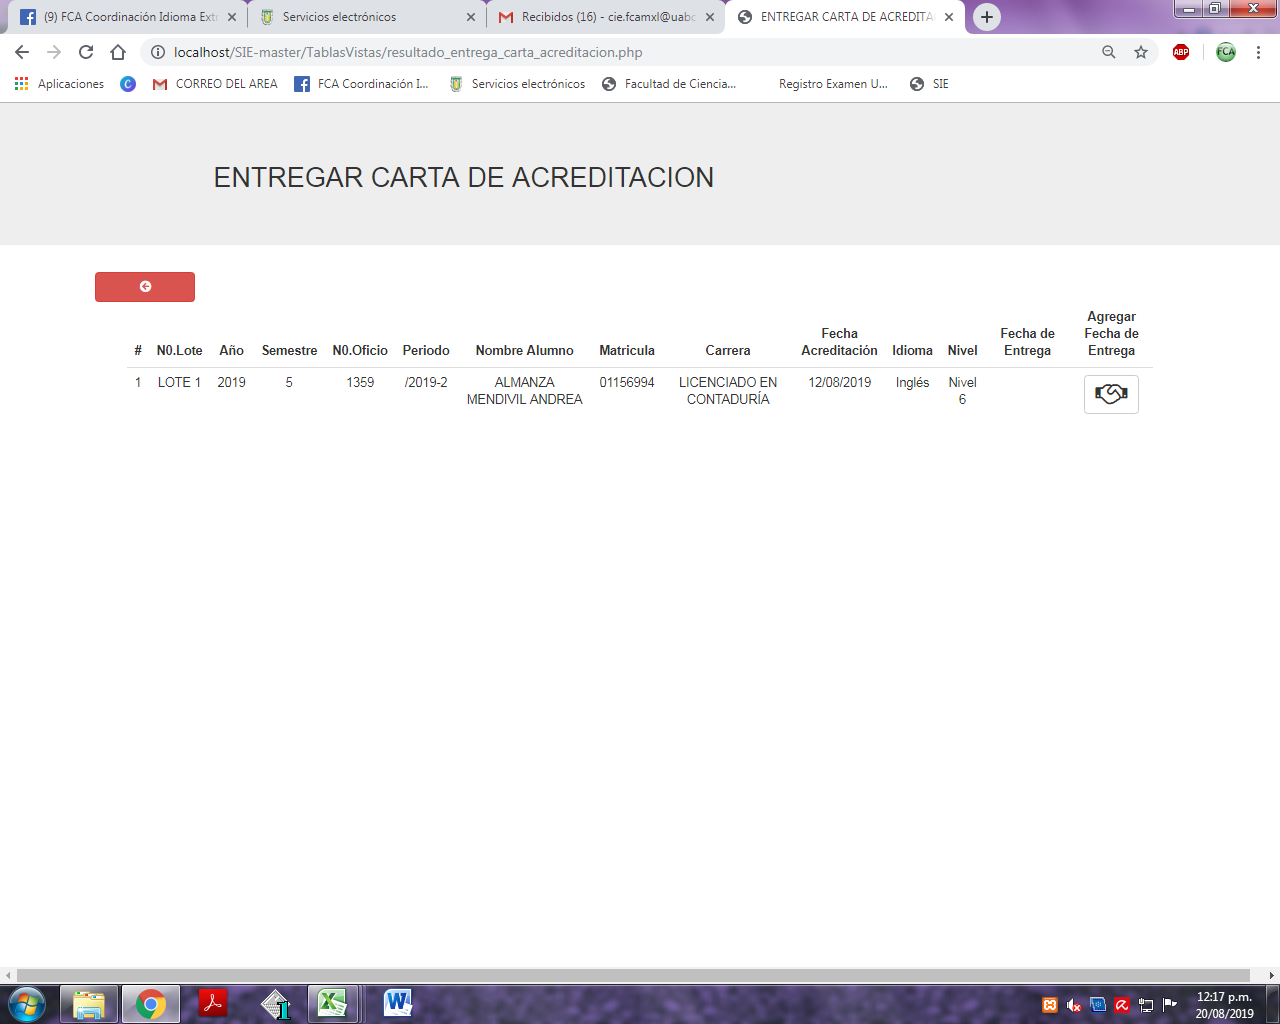 (9) FCA Coordinación Idioma Extr
Servicios electrónicos
Recibidos (16) - cie.fcamxl@uabc
ENTREGAR CARTA DE ACREDITA
localhost/SIE-master/TablasVistas/resultado_entrega_carta_acreditacion.php
ABP
FCA
Aplicaciones
CORREO DEL AREA
FCA Coordinación I...
Servicios electrónicos
Facultad de Ciencia...
Registro Examen U...
SIE
ENTREGAR CARTA DE ACREDITACION
# N0.Lote Año Semestre N0.Oficio Periodo Nombre Alumno Matricula Carrera Fecha Acreditación Idioma Nivel Fecha de Entrega Agregar Fecha de Entrega
1 LOTE 1 2019 5 1359 /2019-2 ALMANZA MENDIVIL ANDREA 01156994 LICENCIADO EN CONTADURÍA 12/08/2019 Inglés Nivel 6
12:17 p.m.
20/08/2019